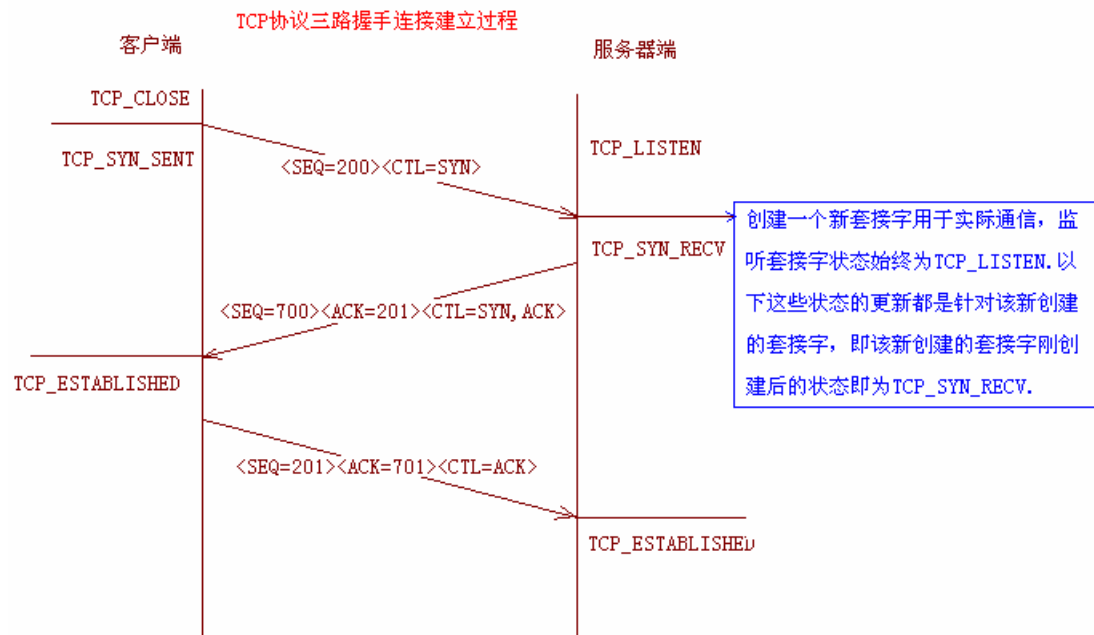 TCP协议三路握手连接建立过程
客户端
服务器端
TCP_CLOSE
TCP_SYN_SENT
TCP_LISTEN
<SEQ=200><CTL=SYN>
创建一个新套接字用于实际通信，监
听套接字状态始终为TCP_LISTEN.以
下这些状态的更新都是针对该新创建
的套接字，即该新创建的套接字刚创
建后的状态即为TCP_SYN_RECV.
TCP_SYN_RECV
<SEQ=700><ACK=201><CTL=SYN,ACK>
TCP_ESTABLISHED
<SEQ=201><ACK=701><CTL=ACK>
TCP_ESTABLISHED